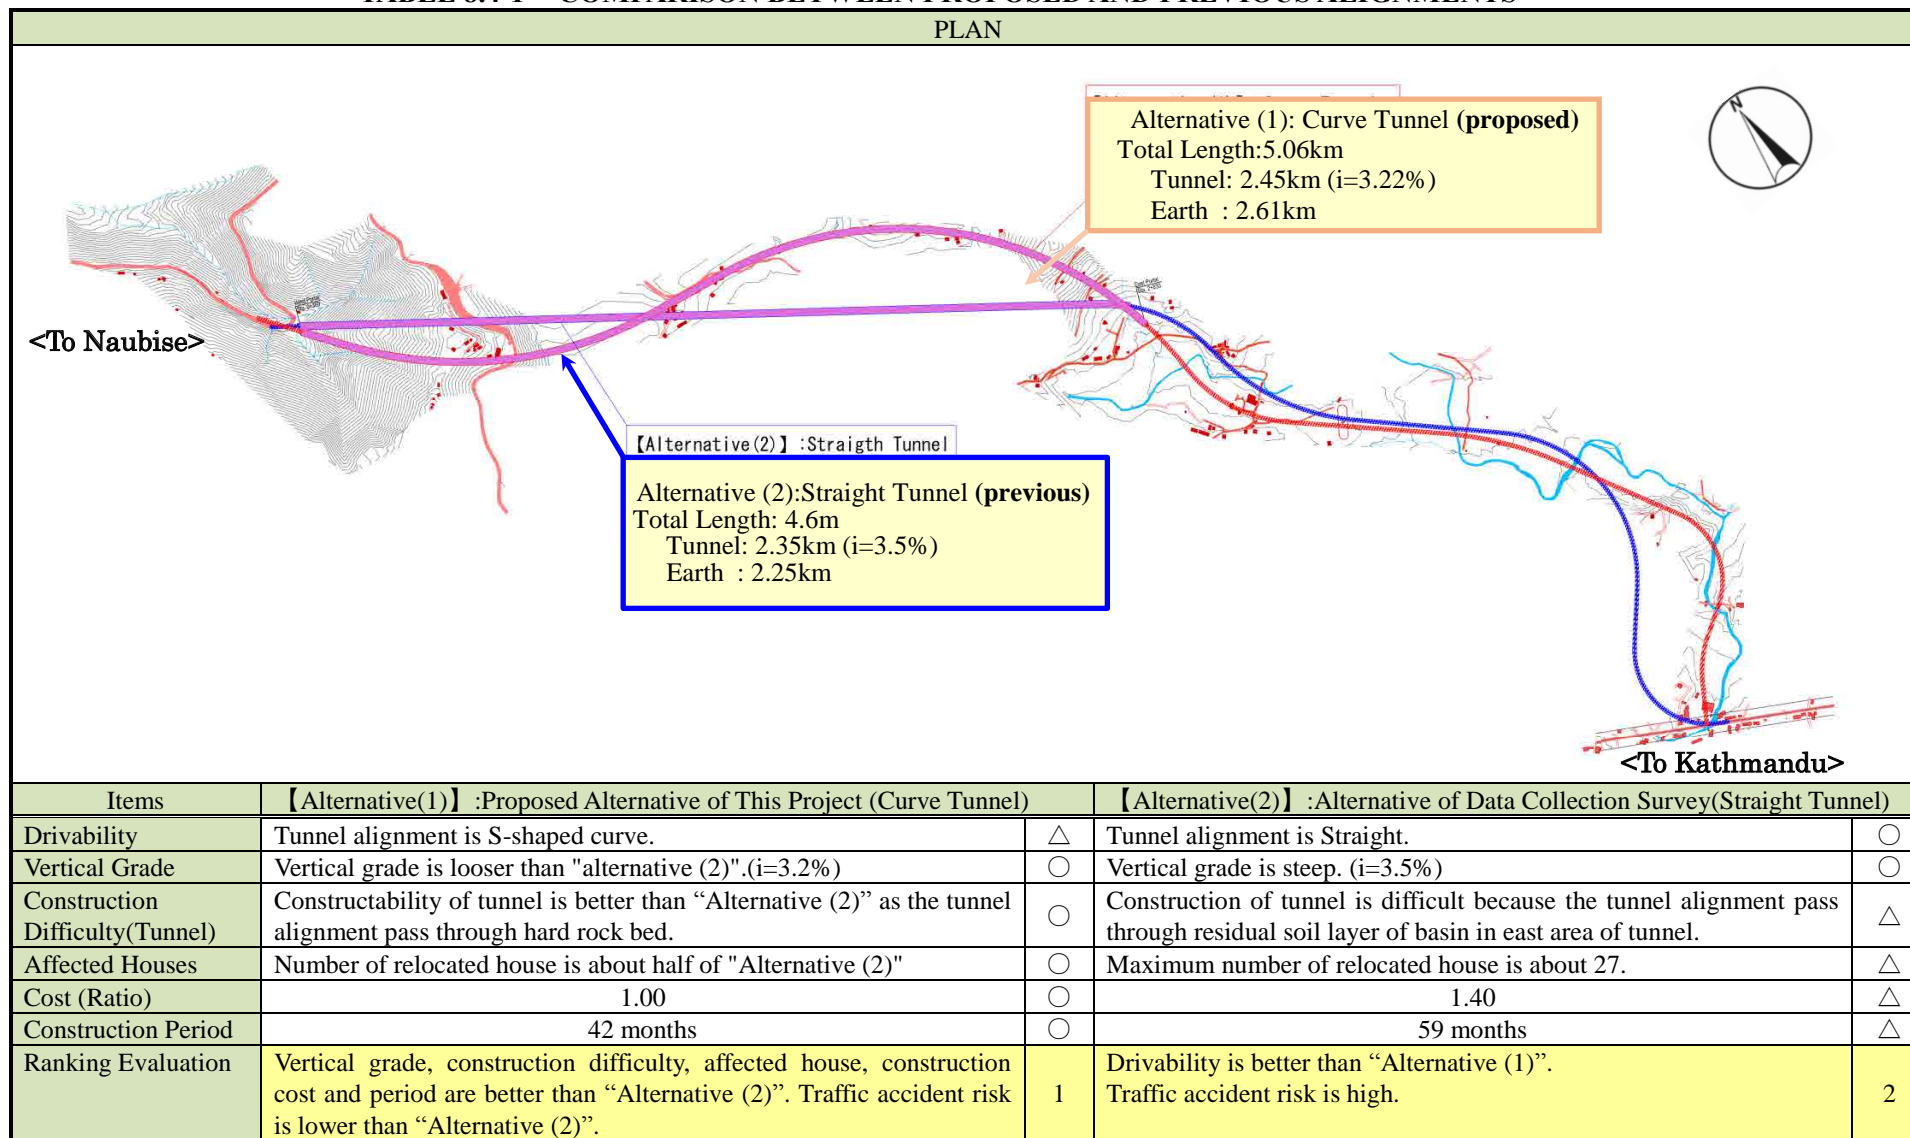 TABLE 8.4-1 COMPARISON BETWEEN PROPOSED AND PREVIOUS ALIGNMENTS
PLAN
N
Alternative (1): Curve Tunnel (proposed)
Total Length:5.06km
Tunnel: 2.45km (i=3.22%)
Earth : 2.61km
<To Naubise>
【Alternative(2)】:Straigth Tunnel
Alternative (2):Straight Tunnel (previous)
Total Length: 4.6m
Tunnel: 2.35km (i=3.5%)
Earth : 2.25km
<To Kathmandu>
Items 【Alternative(1)】:Proposed Alternative of This Project (Curve Tunnel) 【Alternative(2)】:Alternative of Data Collection Survey(Straight Tunnel)
Drivability Tunnel alignment is S-shaped curve. △ Tunnel alignment is Straight. ○
Vertical Grade Vertical grade is looser than "alternative (2)".(i=3.2%) ○ Vertical grade is steep. (i=3.5%) ○
Construction Difficulty(Tunnel) Constructability of tunnel is better than “Alternative (2)” as the tunnel alignment pass through hard rock bed. ○ Construction of tunnel is difficult because the tunnel alignment pass through residual soil layer of basin in east area of tunnel. △
Affected Houses Number of relocated house is about half of "Alternative (2)" ○ Maximum number of relocated house is about 27. △
Cost (Ratio) 1.00 ○ 1.40 △
Construction Period 42 months ○ 59 months △
Ranking Evaluation Vertical grade, construction difficulty, affected house, construction cost and period are better than “Alternative (2)”. Traffic accident risk is lower than “Alternative (2)”. 1 Drivability is better than “Alternative (1)”. Traffic accident risk is high. 2